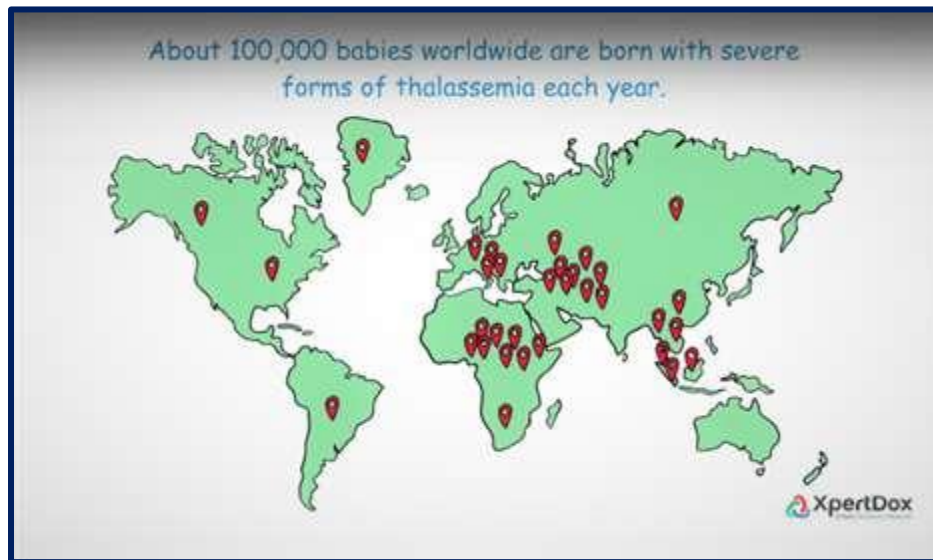 About 100,000 babies worldwide are born with severe
forms of thalassemia each year.
XpertDox